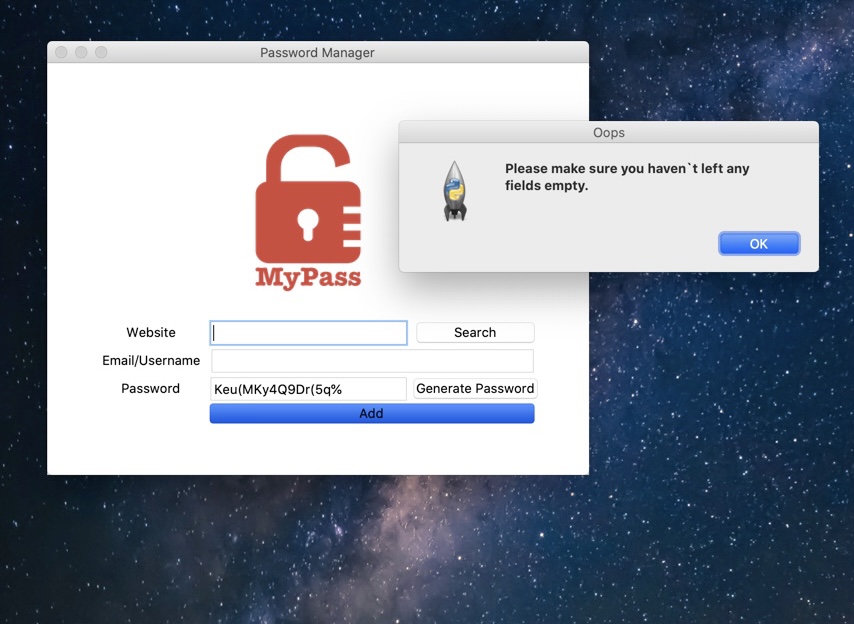 Password Manager
Oops
Please make sure you haven`t left any
fields empty.
OK
MyPass
Website
Search
Email/Username
Password
Keu(MKy4Q9Dr(5q%
Generate Password
Add